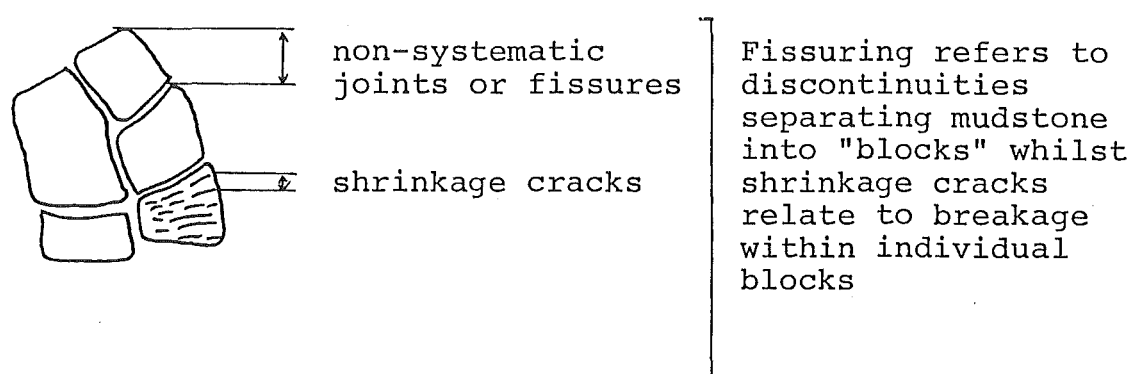 non-systematic
joints or fissures
shrinkage cracks
Fissuring refers to
discontinuities
separating mudstone
into "blocks" whilst
shrinkage cracks
relate to breakage
within individual
blocks